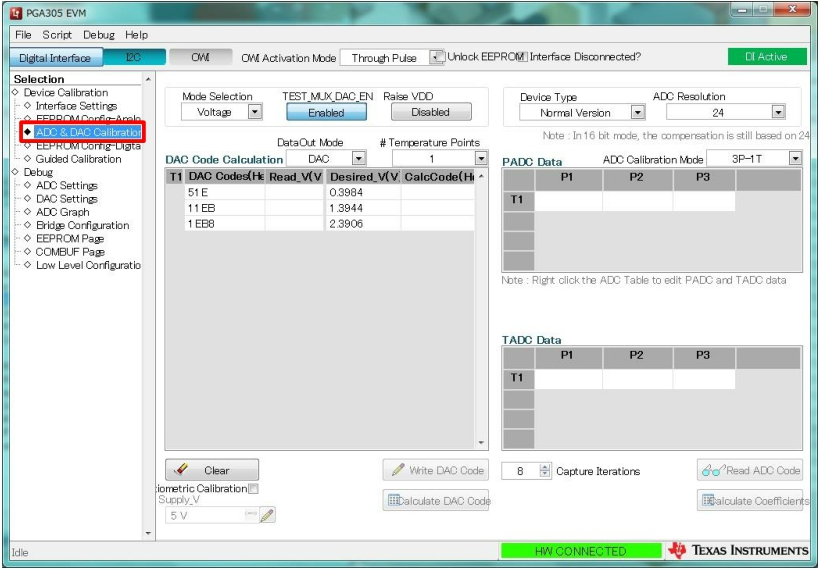 PGA305 EVM
File Script Debug Help
Digital Interface I2C OWI OWI Activation Mode Through Pulse Unlock EEPROM Interface Disconnected? DI Active
Selection
Device Calibration
Interface Settings
EEPROM Config-Analo
ADC & DAC Calibration
EEPROM Config-Digita
Guided Calibration
Debug
ADC Settings
DAC Settings
ADC Graph
Bridge Configuration
EEPROM Page
COMBUF Page
Low Level Configuratio
Mode Selection TEST_MUX_DAC_EN Raise VDD
Voltage Enabled Disabled
DataOut Mode # Temperature Points
DAC Code Calculation DAC 1
T1 DAC Codes(He Read_V(V Desired_V(V CalcCode(He
51E 0.3984
11EB 1.3944
1EB8 2.3906
Clear Write DAC Code
iometric Calibration
Supply_V Calculate DAC Code
5 V
Device Type ADC Resolution
Normal Version 24
Note : In 16 bit mode, the compensation is still based on 24
PADC Data ADC Calibration Mode 3P-1T
P1 P2 P3
T1
Note : Right click the ADC Table to edit PADC and TADC data
TADC Data
P1 P2 P3
T1
8 Capture Iterations Read ADC Code
Calculate Coefficients
Idle HW CONNECTED TEXAS INSTRUMENTS